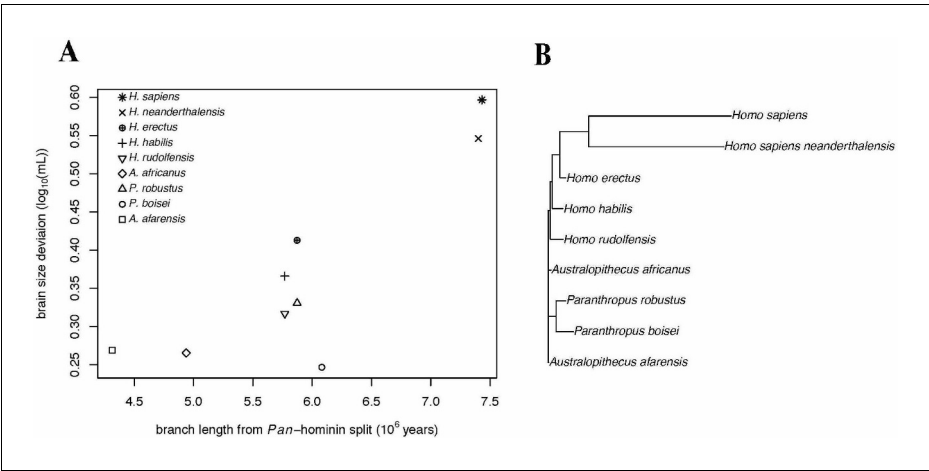 A
B
H. sapiens
H. neanderthalensis
H. erectus
H. habilis
H. rudolfensis
A. africanus
P. robustus
P. boisei
A. afarensis
0.60
0.55
0.50
0.45
0.40
0.35
0.30
0.25
brain size deviaion (log10(mL))
4.5 5.0 5.5 6.0 6.5 7.0 7.5
branch length from Pan–hominin split (10^6 years)
Homo sapiens
Homo sapiens neanderthalensis
Homo erectus
Homo habilis
Homo rudolfensis
Australopithecus africanus
Paranthropus robustus
Paranthropus boisei
Australopithecus afarensis